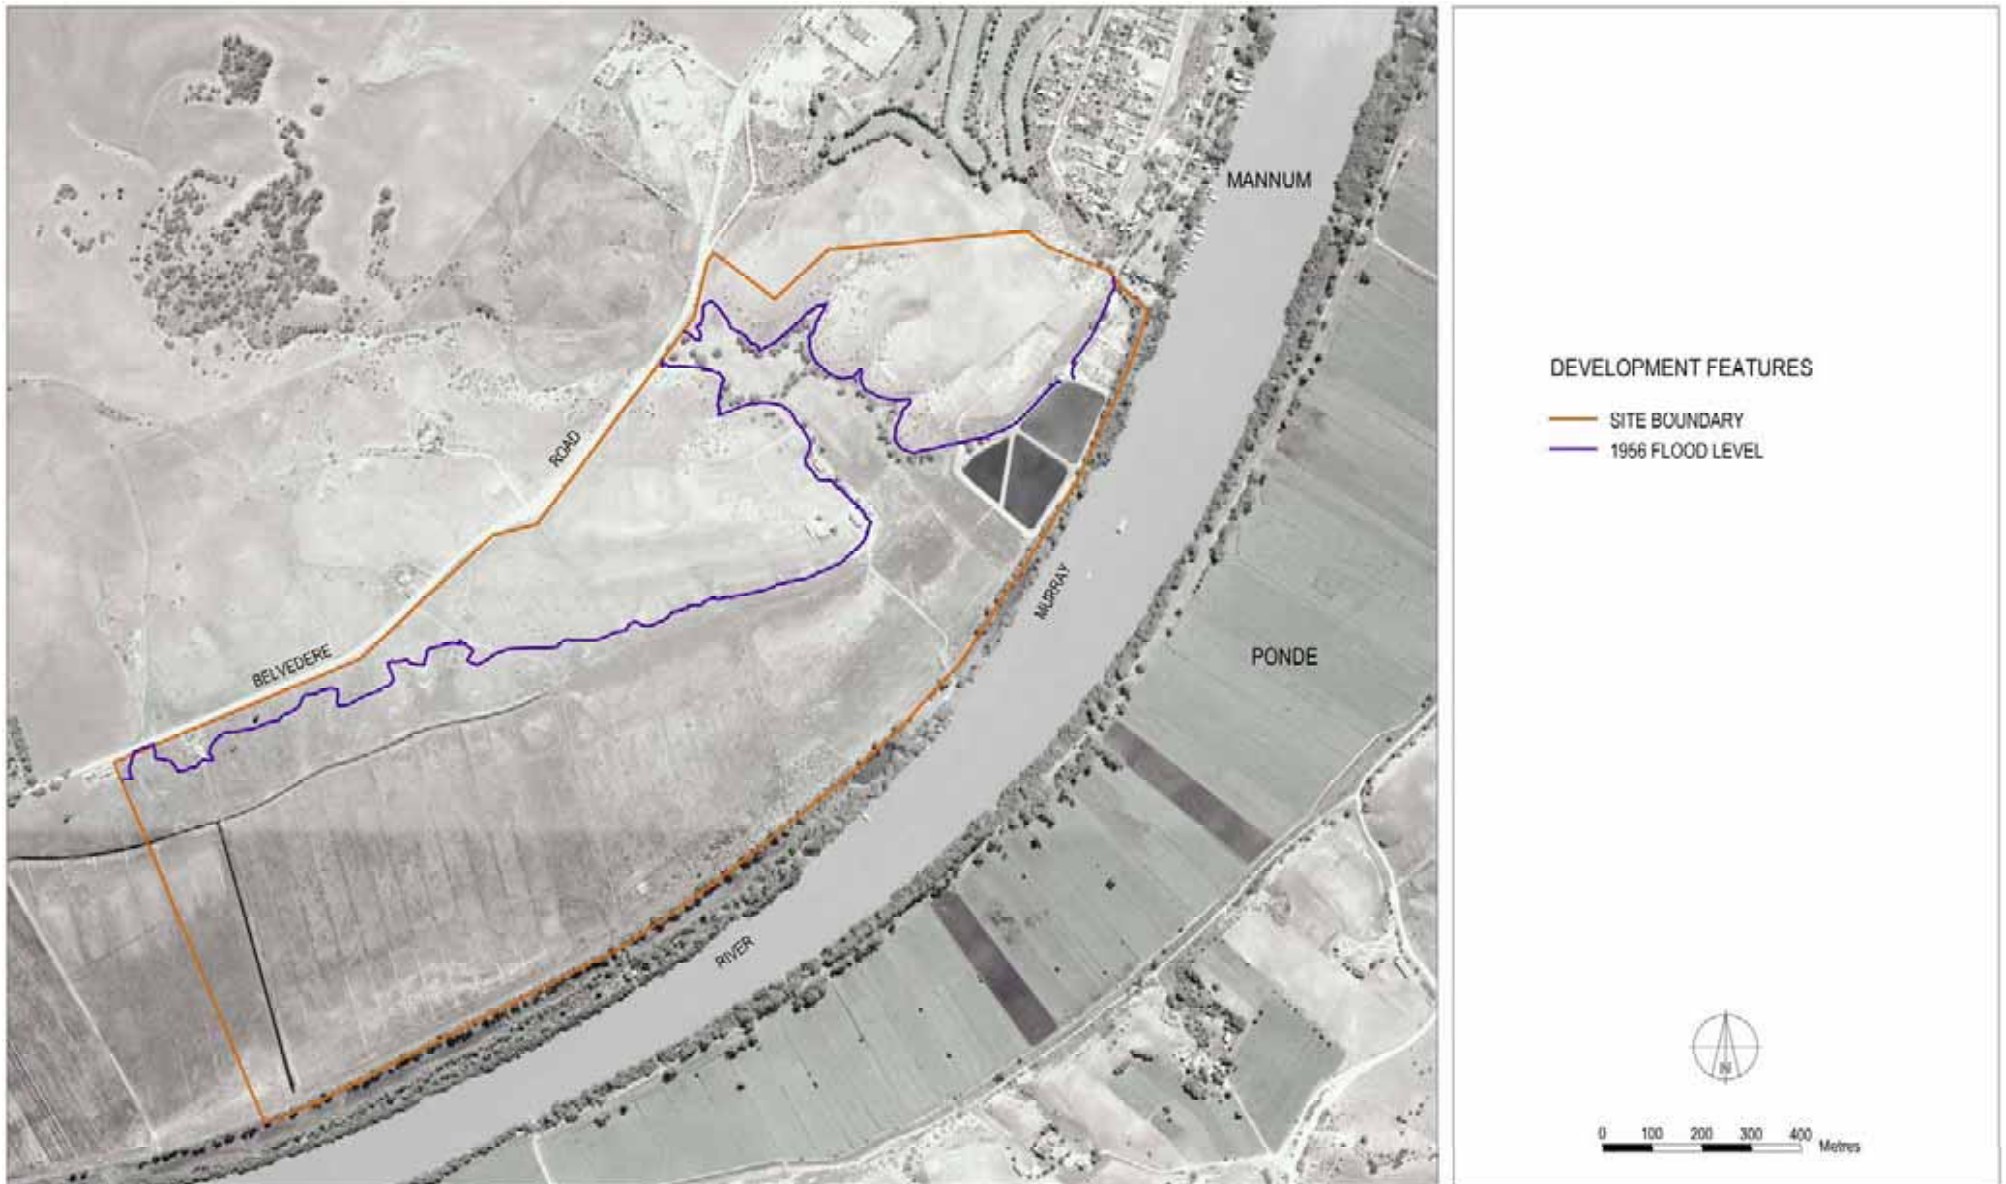 MANNUM
ROAD
BELVEDERE
MURRAY
PONDE
RIVER
DEVELOPMENT FEATURES
SITE BOUNDARY
1956 FLOOD LEVEL
N
0 100 200 300 400 Metres